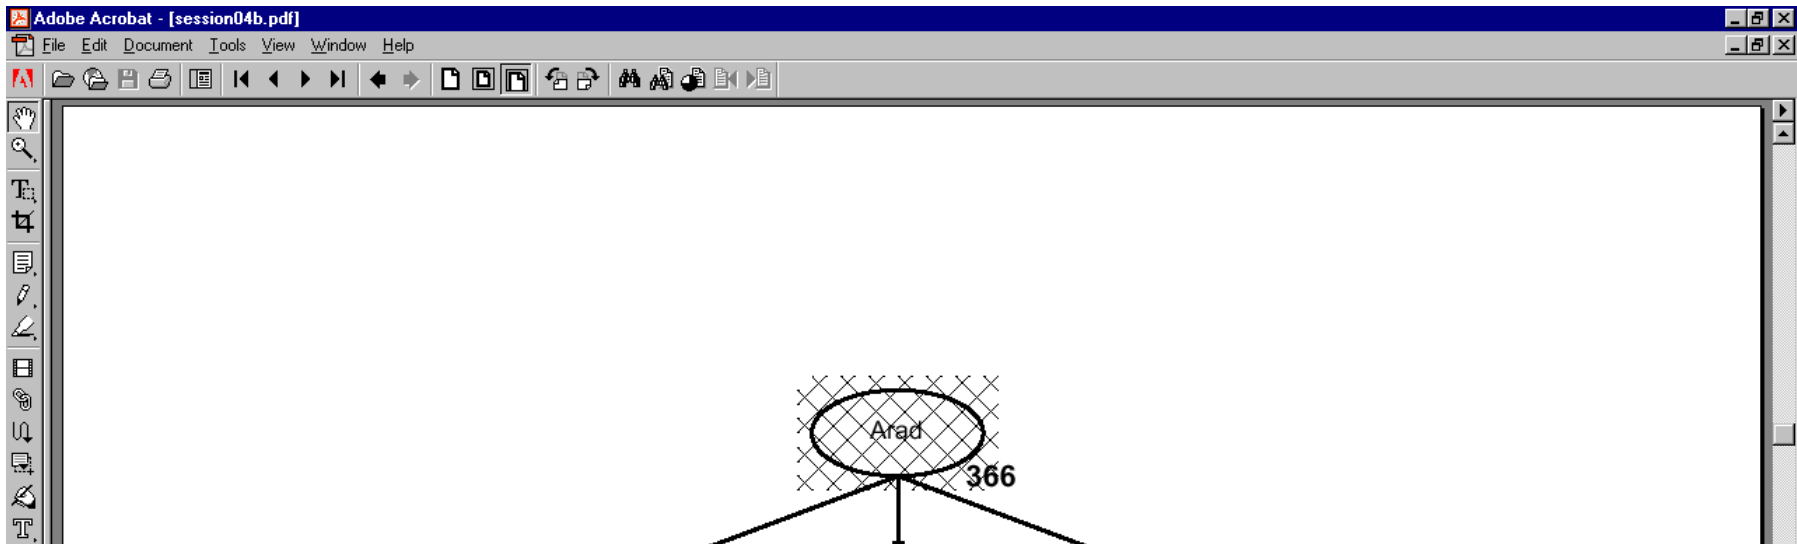 Adobe Acrobat - [session04b.pdf]
File Edit Document Tools View Window Help
Arad
366